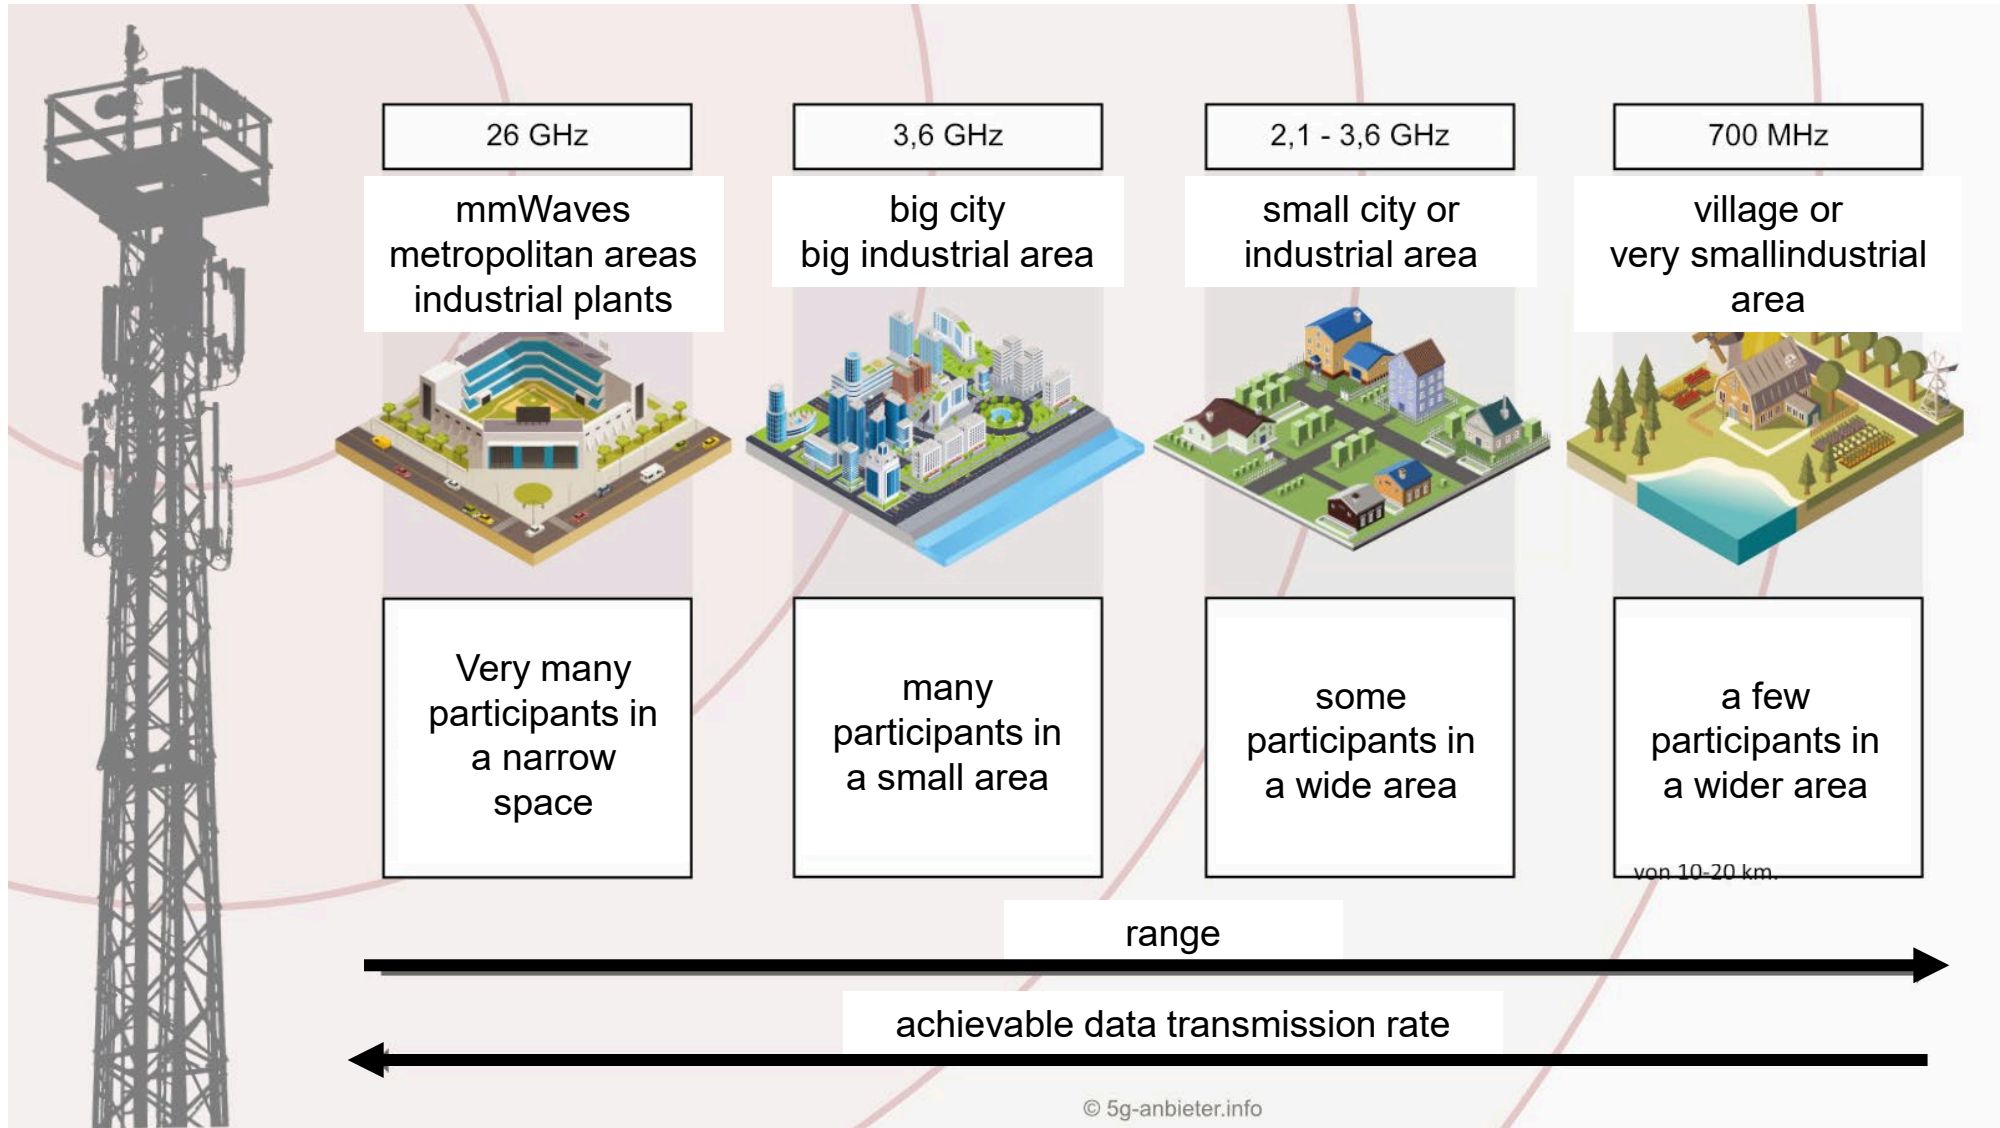 26 GHz
3,6 GHz
2,1 - 3,6 GHz
700 MHz
mmWaves
metropolitan areas
industrial plants
big city
big industrial area
small city or
industrial area
village or
very smallindustrial
area
Very many
participants in
a narrow
space
many
participants in
a small area
some
participants in
a wide area
a few
participants in
a wider area
von 10-20 km.
range
achievable data transmission rate
© 5g-anbieter.info